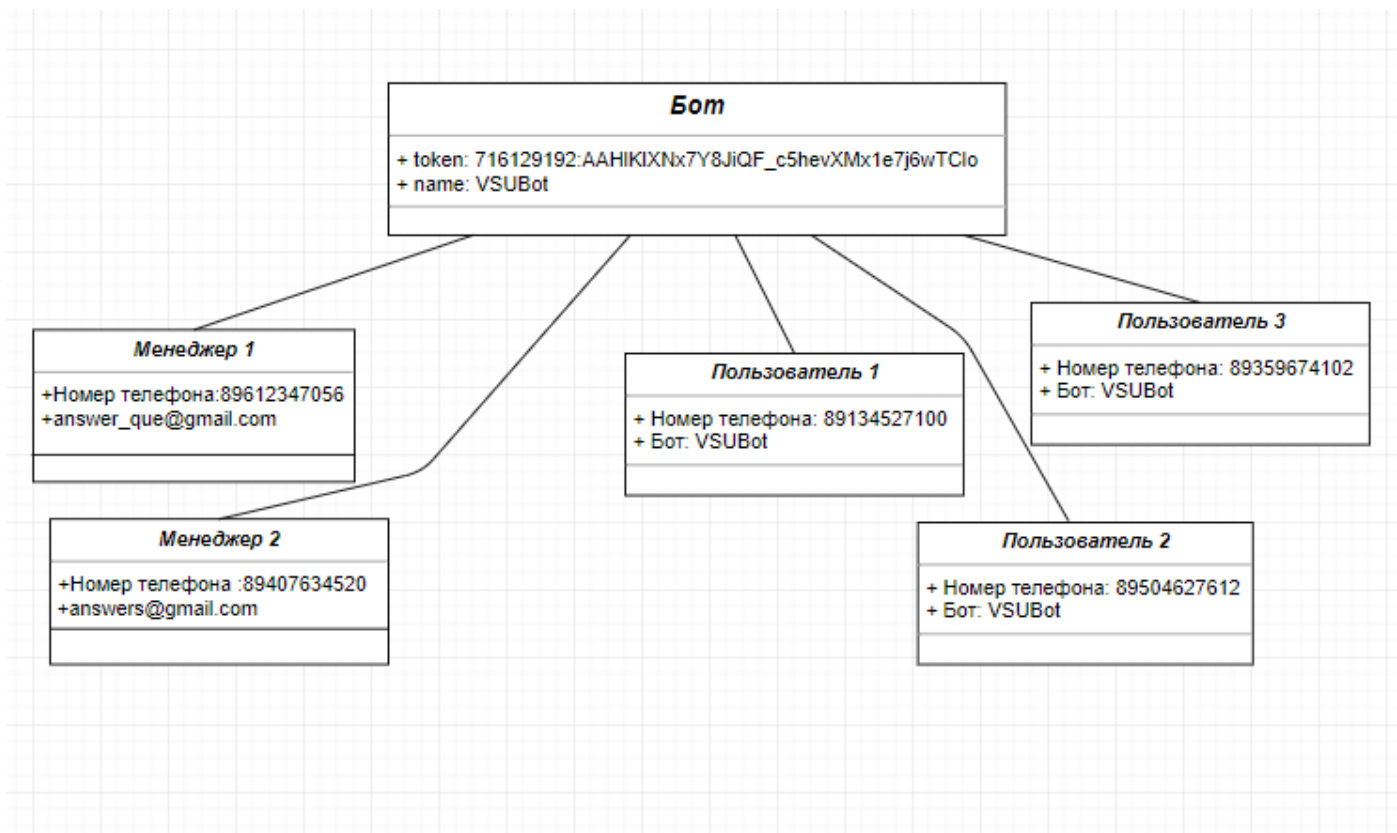 Бот
+ token: 716129192:AAHIKIXNx7Y8JiQF_c5hevXMx1e7j6wTCIo
+ name: VSUBot
Менеджер 1
+Номер телефона:89612347056
+answer_que@gmail.com
Менеджер 2
+Номер телефона :89407634520
+answers@gmail.com
Пользователь 1
+ Номер телефона: 89134527100
+ Бот: VSUBot
Пользователь 2
+ Номер телефона: 89504627612
+ Бот: VSUBot
Пользователь 3
+ Номер телефона: 89359674102
+ Бот: VSUBot